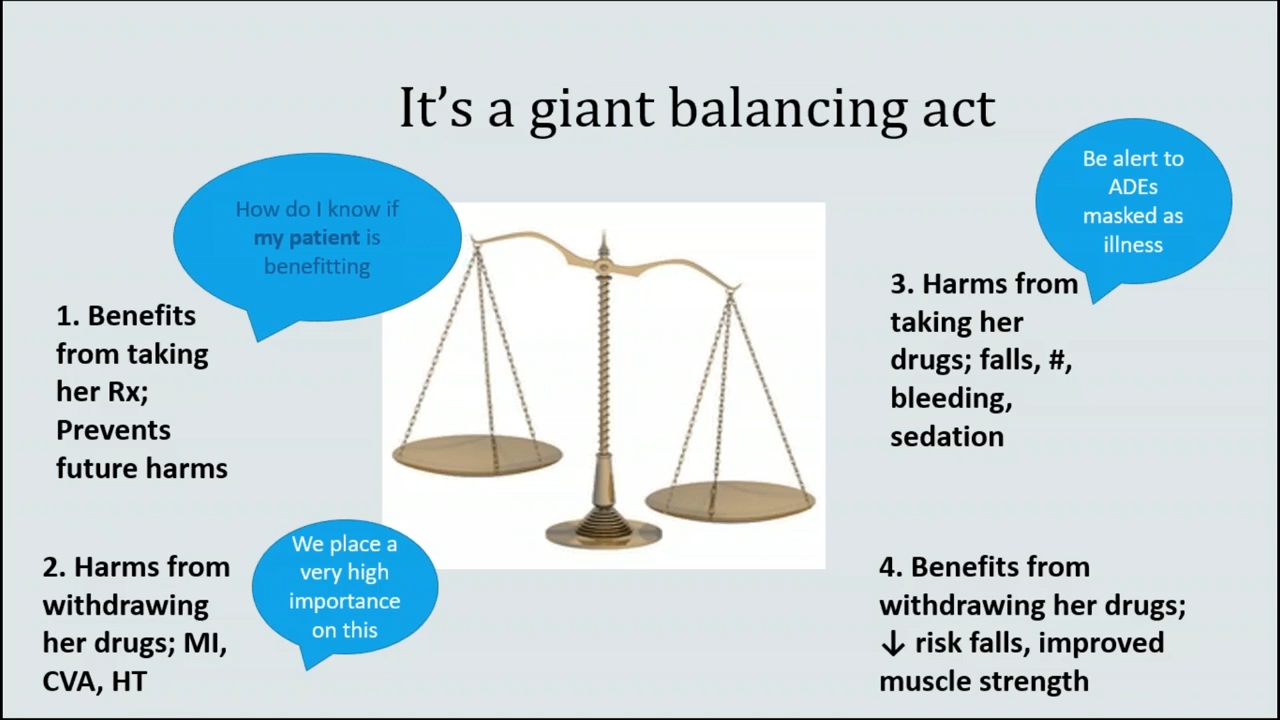 It’s a giant balancing act
How do I know if
my patient is
benefitting
1. Benefits
from taking
her Rx;
Prevents
future harms
2. Harms from
withdrawing
her drugs; MI,
CVA, HT
We place a
very high
importance
on this
Be alert to
ADEs
masked as
illness
3. Harms from
taking her
drugs; falls, #,
bleeding,
sedation
4. Benefits from
withdrawing her drugs;
↓ risk falls, improved
muscle strength